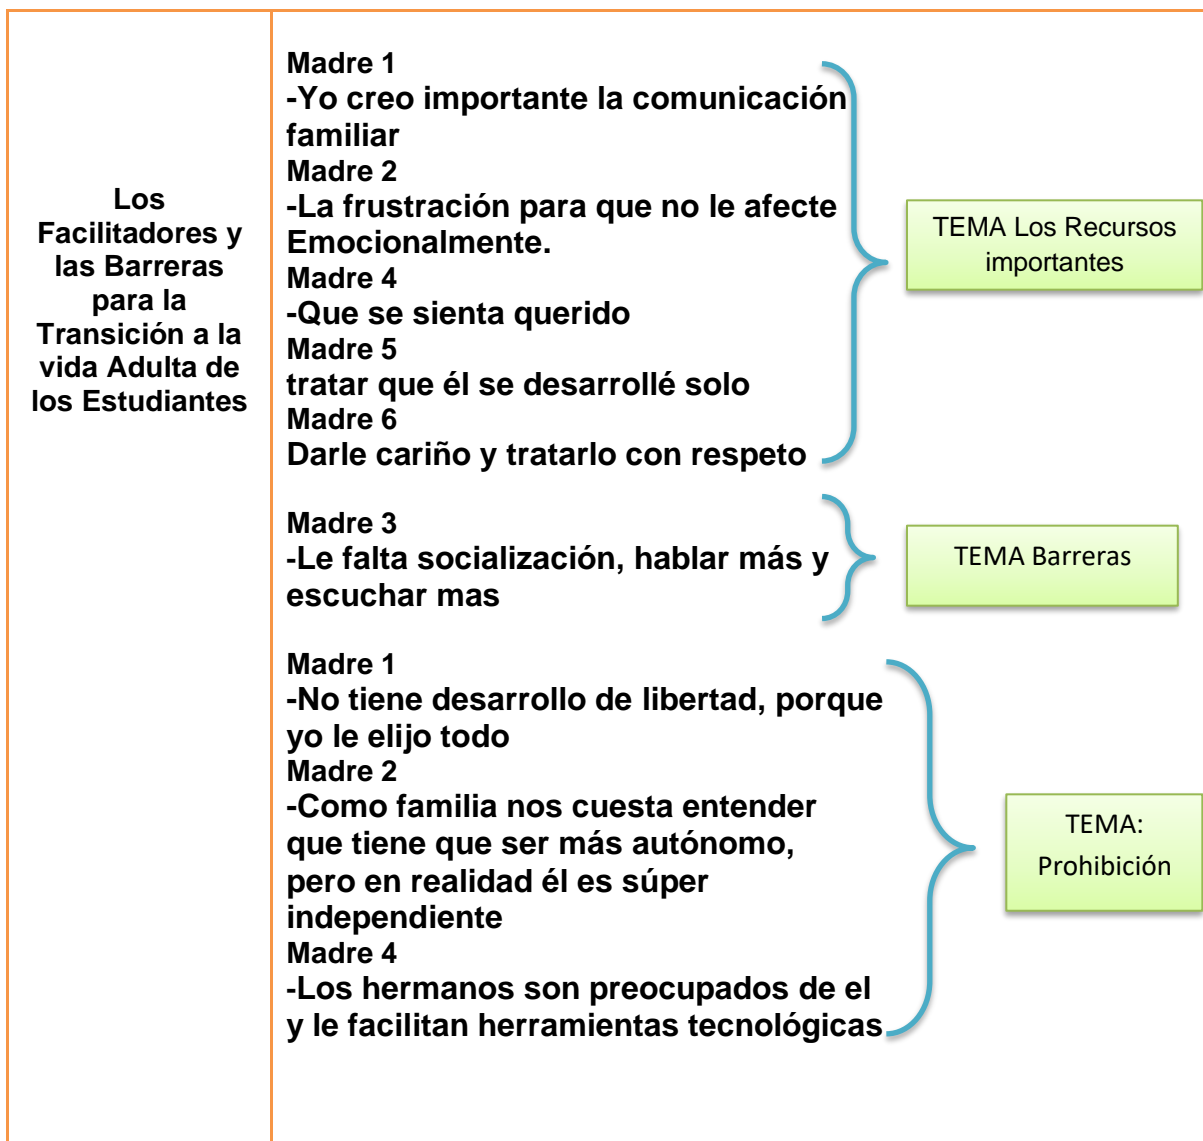 Los
Facilitadores y
las Barreras
para la
Transición a la
vida Adulta de
los Estudiantes
Madre 1
-Yo creo importante la comunicación
familiar
Madre 2
-La frustración para que no le afecte
Emocionalmente.
Madre 4
-Que se sienta querido
Madre 5
tratar que él se desarrollé solo
Madre 6
Darle cariño y tratarlo con respeto
TEMA Los Recursos
importantes
Madre 3
-Le falta socialización, hablar más y
escuchar mas
TEMA Barreras
Madre 1
-No tiene desarrollo de libertad, porque
yo le elijo todo
Madre 2
-Como familia nos cuesta entender
que tiene que ser más autónomo,
pero en realidad él es súper
independiente
Madre 4
-Los hermanos son preocupados de el
y le facilitan herramientas tecnológicas
TEMA:
Prohibición